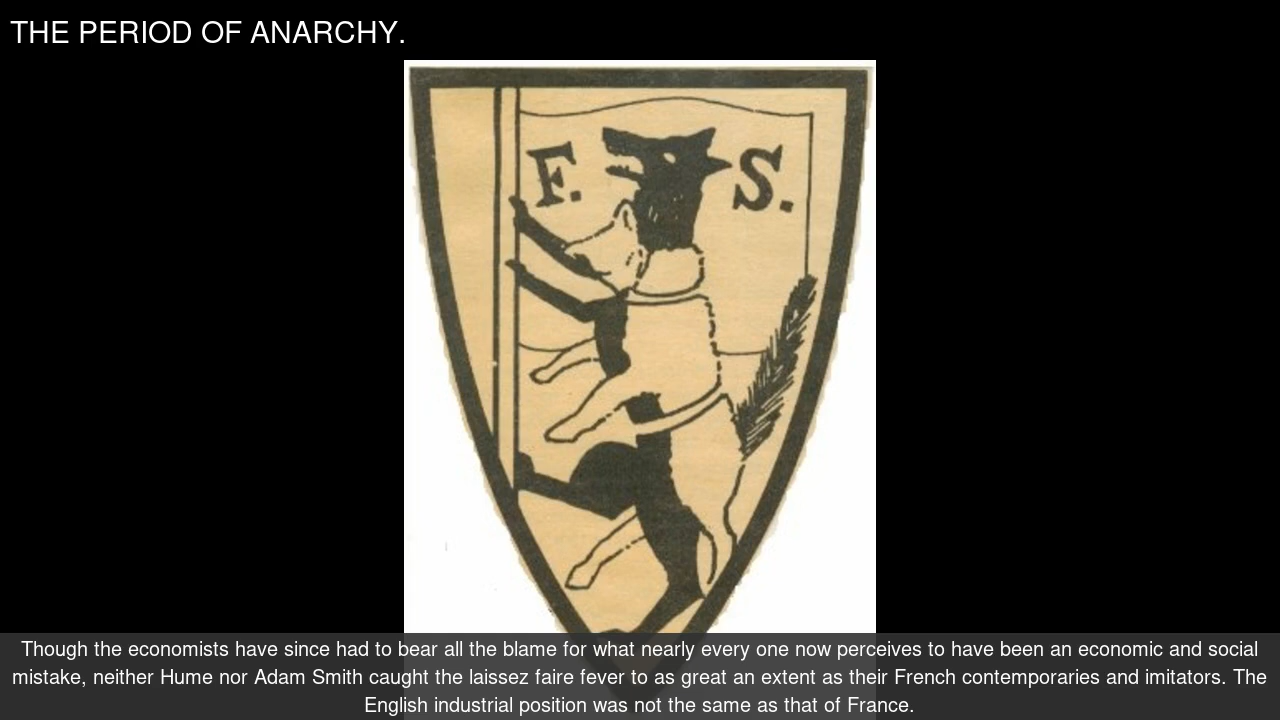 THE PERIOD OF ANARCHY.
F. S.
Though the economists have since had to bear all the blame for what nearly every one now perceives to have been an economic and social
mistake, neither Hume nor Adam Smith caught the laissez faire fever to as great an extent as their French contemporaries and imitators. The
English industrial position was not the same as that of France.